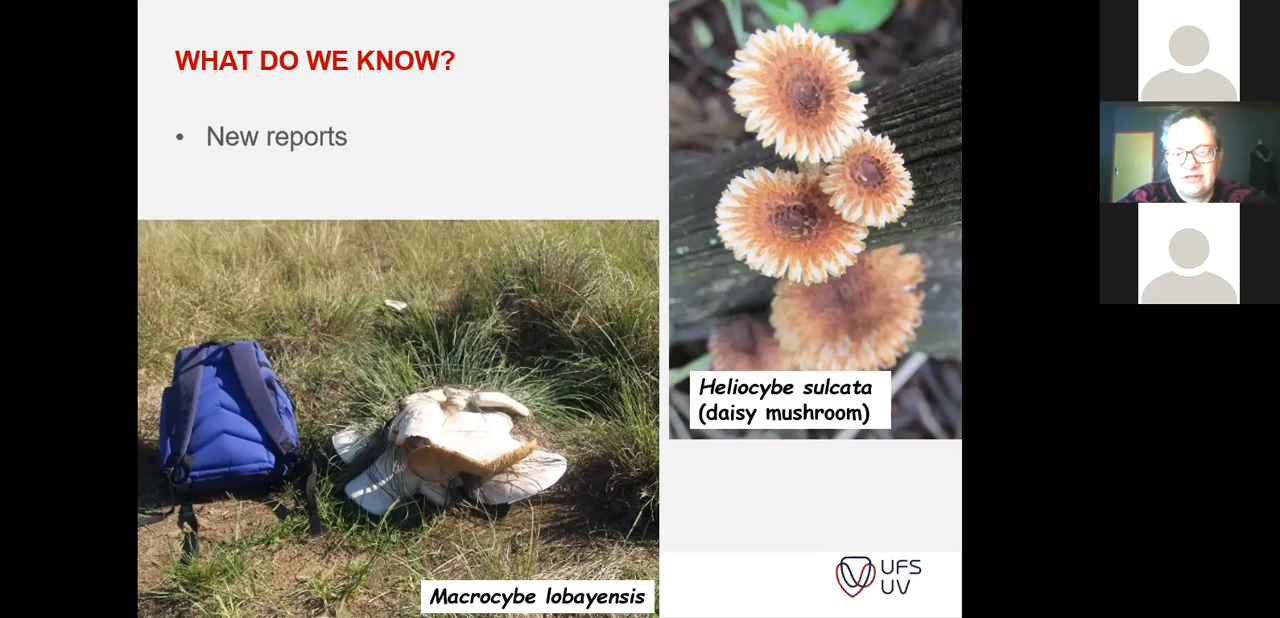 WHAT DO WE KNOW?
• New reports
Heliocybe sulcata
(daisy mushroom)
Macrocybe lobayensis
UFS
UV